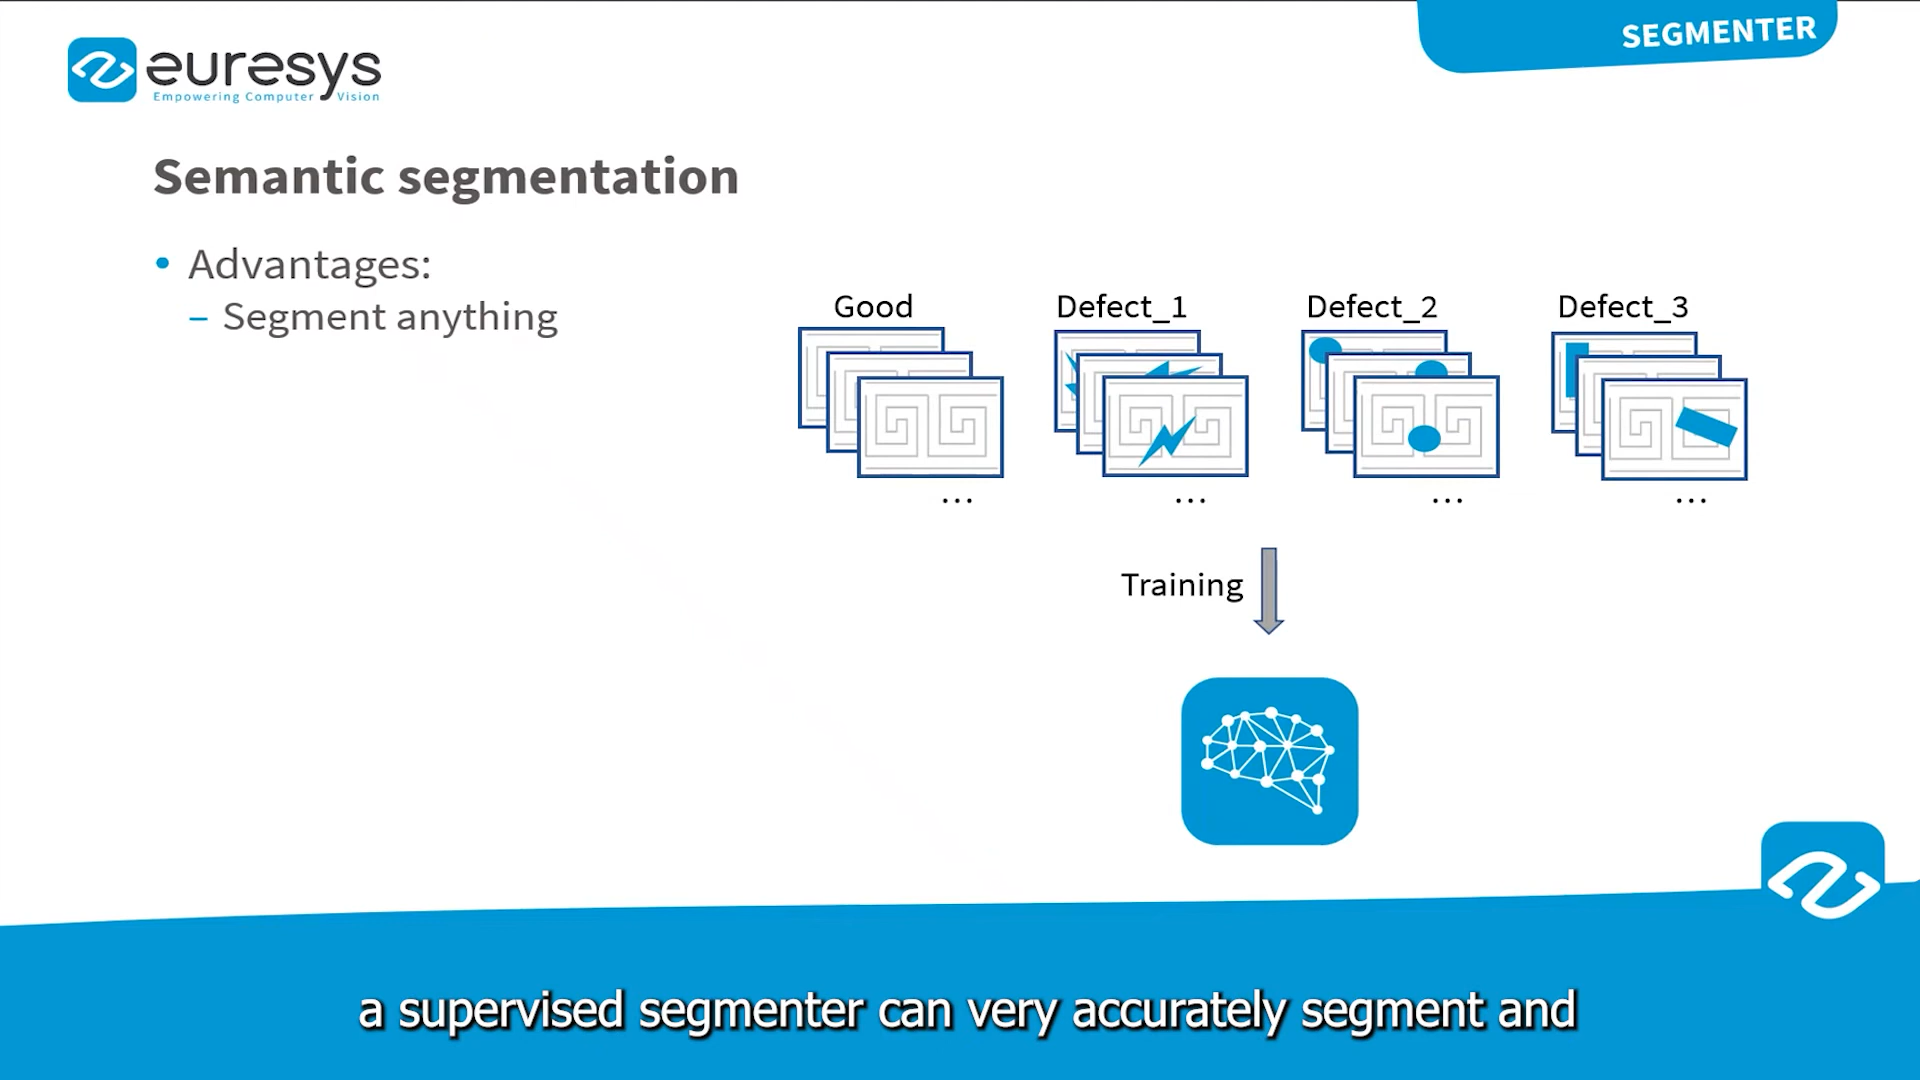 SEGMENTER
euresys
Empowering Computer Vision
Semantic segmentation
• Advantages:
– Segment anything
Good
Defect_1
Defect_2
Defect_3
...
...
...
...
Training
a supervised segmenter can very accurately segment and